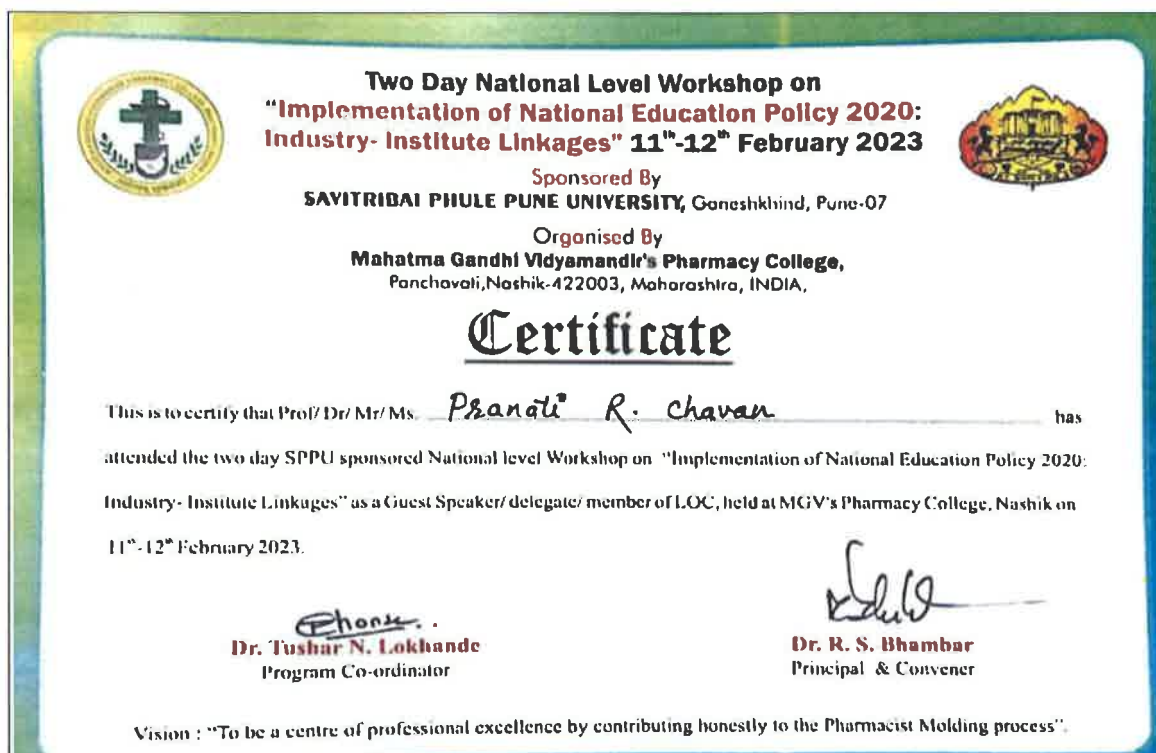 Two Day National Level Workshop on
"Implementation of National Education Policy 2020:
Industry- Institute Linkages" 11th-12th February 2023
Sponsored By
SAVITRIBAI PHULE PUNE UNIVERSITY, Ganeshkhind, Pune-07
Organised By
Mahatma Gandhi Vidyamandir's Pharmacy College,
Panchavati,Nashik-422003, Maharashtra, INDIA,
Certificate
This is to certify that Prof/ Dr/ Mr/ Ms. Pranati R. Chavan has
attended the two day SPPU sponsored National level Workshop on "Implementation of National Education Policy 2020:
Industry- Institute Linkages" as a Guest Speaker/ delegate/ member of LOC, held at MGV's Pharmacy College, Nashik on
11th-12th February 2023.
Dr. Tushar N. Lokhande
Program Co-ordinator
Dr. R. S. Bhambar
Principal & Convener
Vision : "To be a centre of professional excellence by contributing honestly to the Pharmacist Molding process".